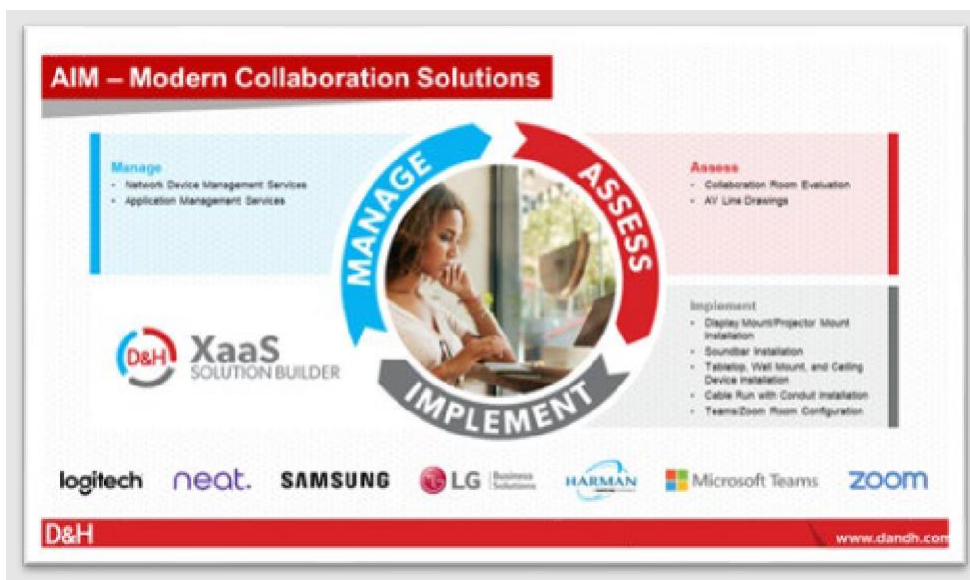 AIM – Modern Collaboration Solutions
Manage
• Network Device Management Services
• Application Management Services
MANAGE
ASSESS
IMPLEMENT
Assess
• Collaboration Room Evaluation
• AV Line Drawings
D&H
XaaS
SOLUTION BUILDER
Implement
• Display Mount/Projector Mount
Installation
• Soundbar Installation
• Tabletop, Wall Mount, and Ceiling
Device Installation
• Cable Run with Conduit Installation
• Teams/Zoom Room Configuration
logitech
neat.
SAMSUNG
LG Business
Solutions
HARMAN
Microsoft Teams
zoom
D&H
www.dandh.com